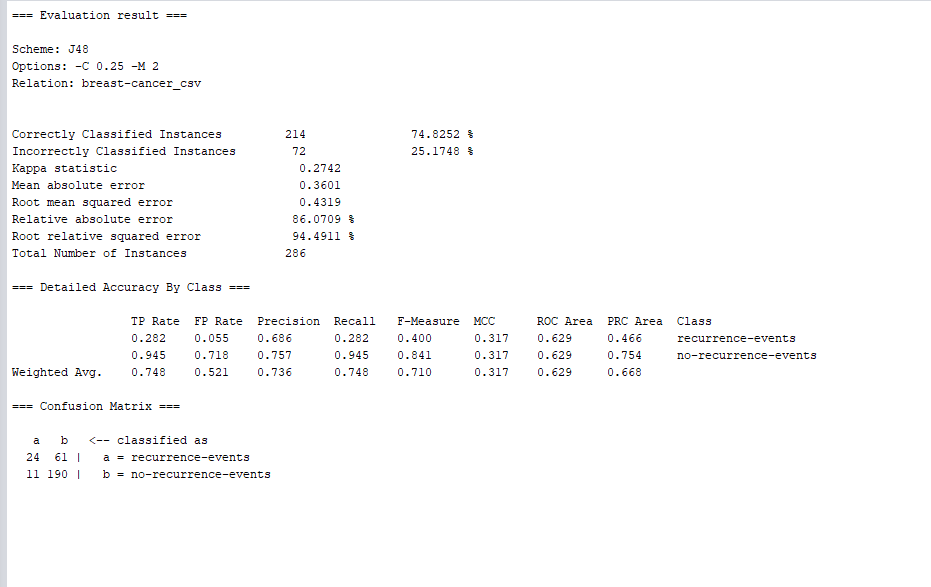 === Evaluation result ===
Scheme: J48
Options: -C 0.25 -M 2
Relation: breast-cancer_csv
Correctly Classified Instances 214 74.8252 %
Incorrectly Classified Instances 72 25.1748 %
Kappa statistic 0.2742
Mean absolute error 0.3601
Root mean squared error 0.4319
Relative absolute error 86.0709 %
Root relative squared error 94.4911 %
Total Number of Instances 286
=== Detailed Accuracy By Class ===
TP Rate FP Rate Precision Recall F-Measure MCC ROC Area PRC Area Class
0.282 0.055 0.686 0.282 0.400 0.317 0.629 0.466 recurrence-events
0.945 0.718 0.757 0.945 0.841 0.317 0.629 0.754 no-recurrence-events
Weighted Avg. 0.748 0.521 0.736 0.748 0.710 0.317 0.629 0.668
=== Confusion Matrix ===
a b <-- classified as
24 61 | a = recurrence-events
11 190 | b = no-recurrence-events